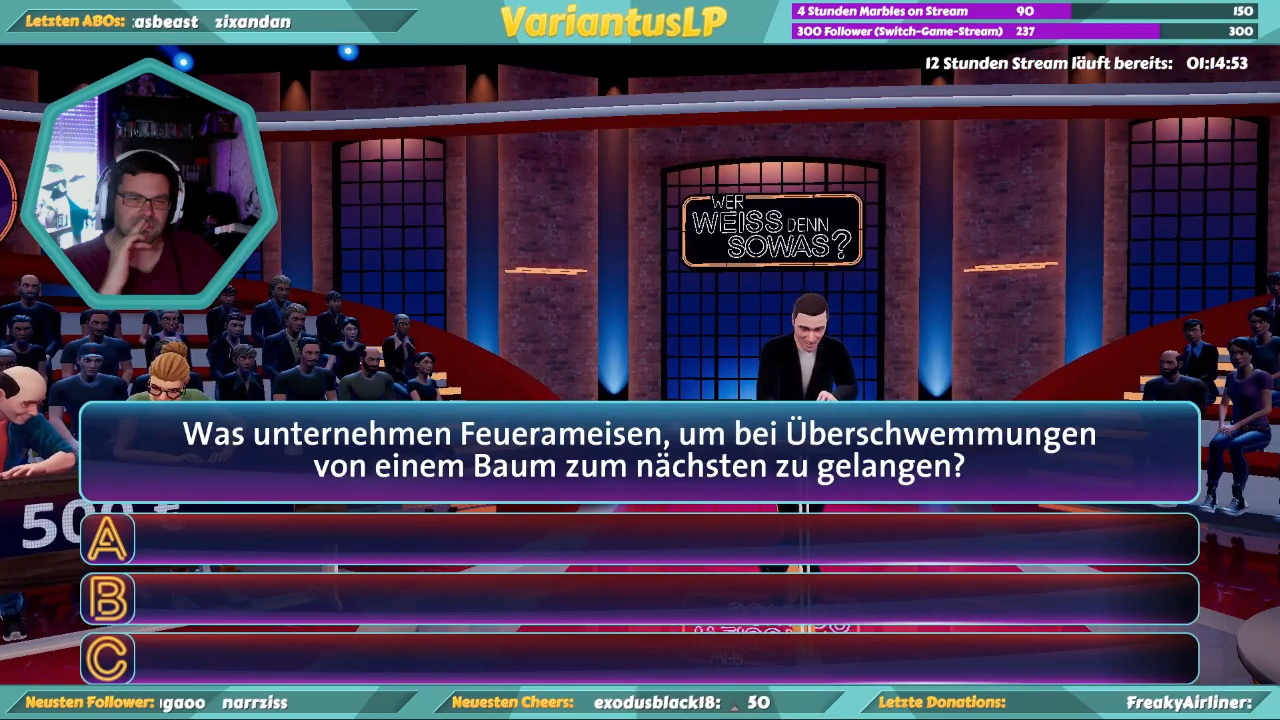 Letzten ABOs: asbeast zixandan
VariantusLP
4 Stunden Marbles on Stream 90 150
300 Follower (Switch-Game-Stream) 237 300
12 Stunden Stream läuft bereits: 01:14:53
WER
WEISS DENN
SOWAS?
Was unternehmen Feuerameisen, um bei Überschwemmungen
von einem Baum zum nächsten zu gelangen?
500 €
A
B
C
Neusten Follower: gaoo narrziss
Neuesten Cheers: exodusblack18: 50
Letzte Donations: FreakyAirliner: